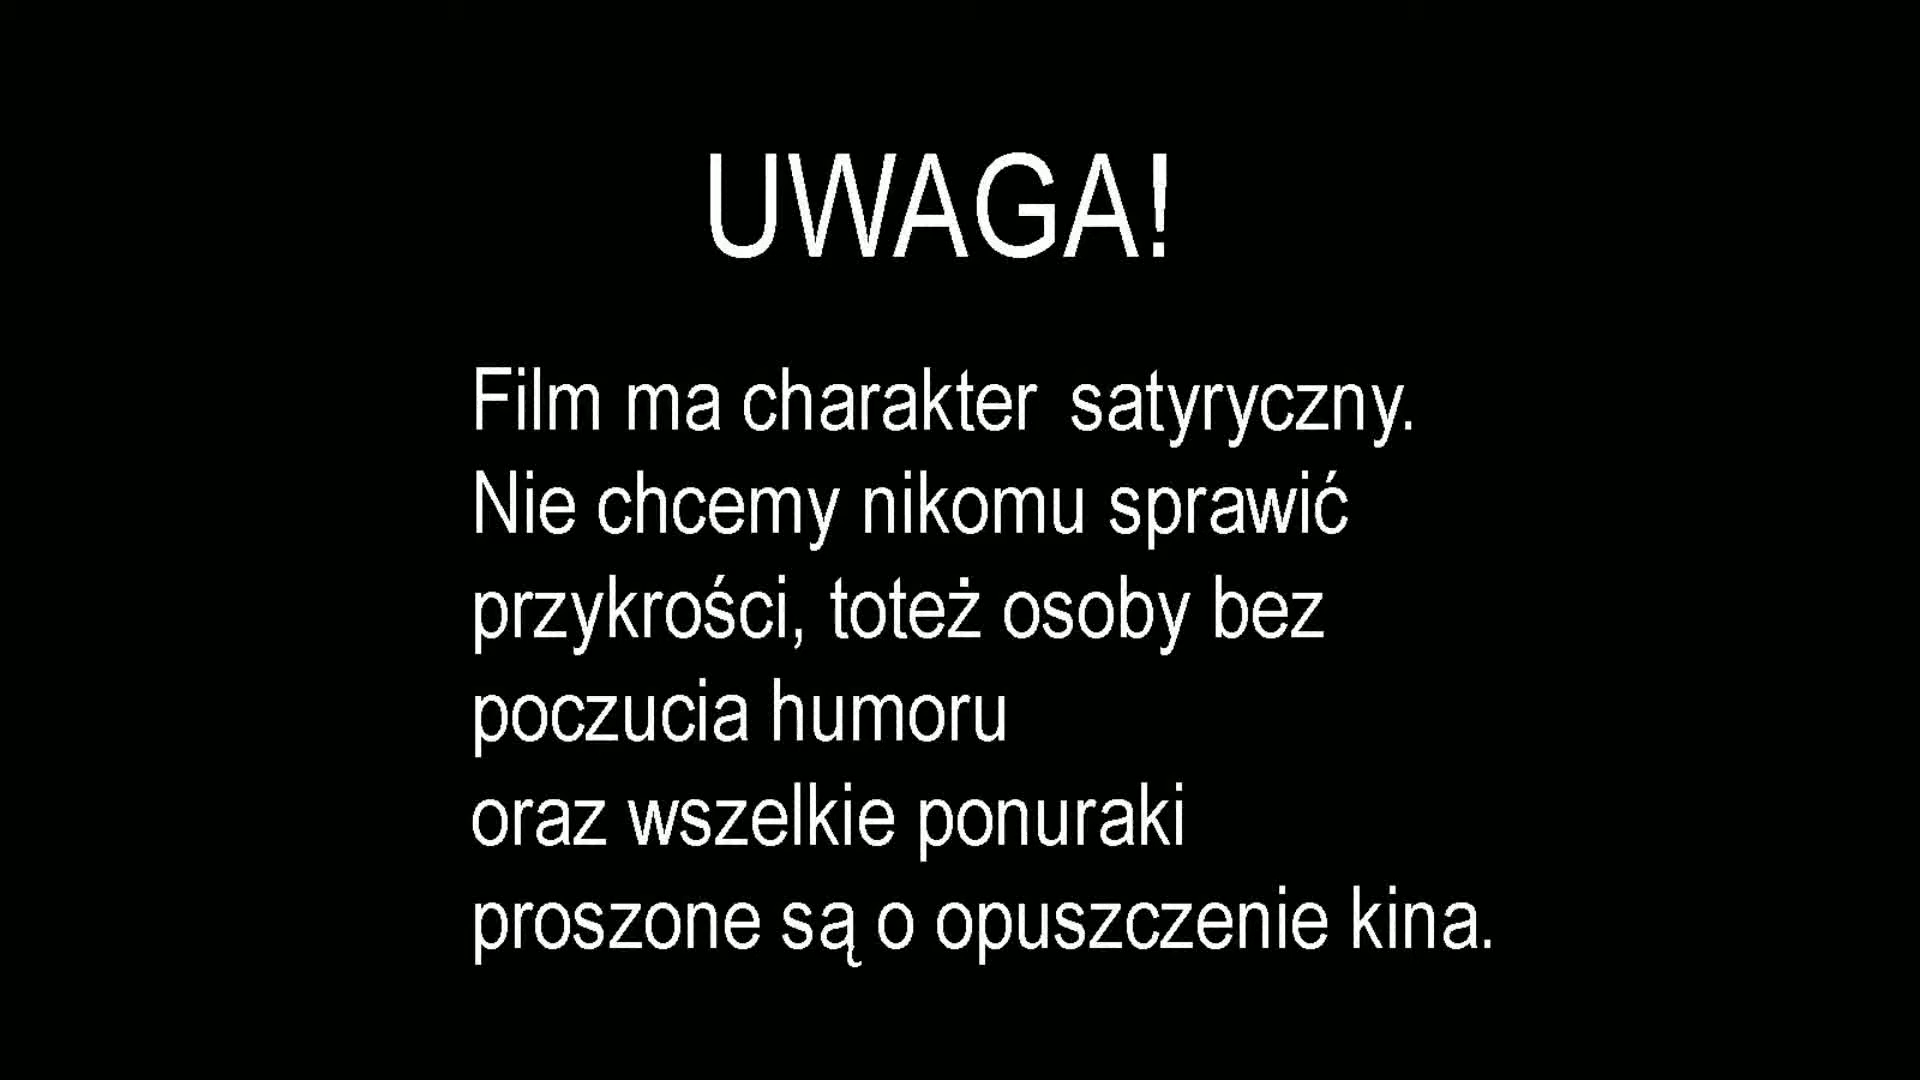 UWAGA!
Film ma charakter satyryczny.
Nie chcemy nikomu sprawić
przykrości, toteż osoby bez
poczucia humoru
oraz wszelkie ponuraki
proszone są o opuszczenie kina.